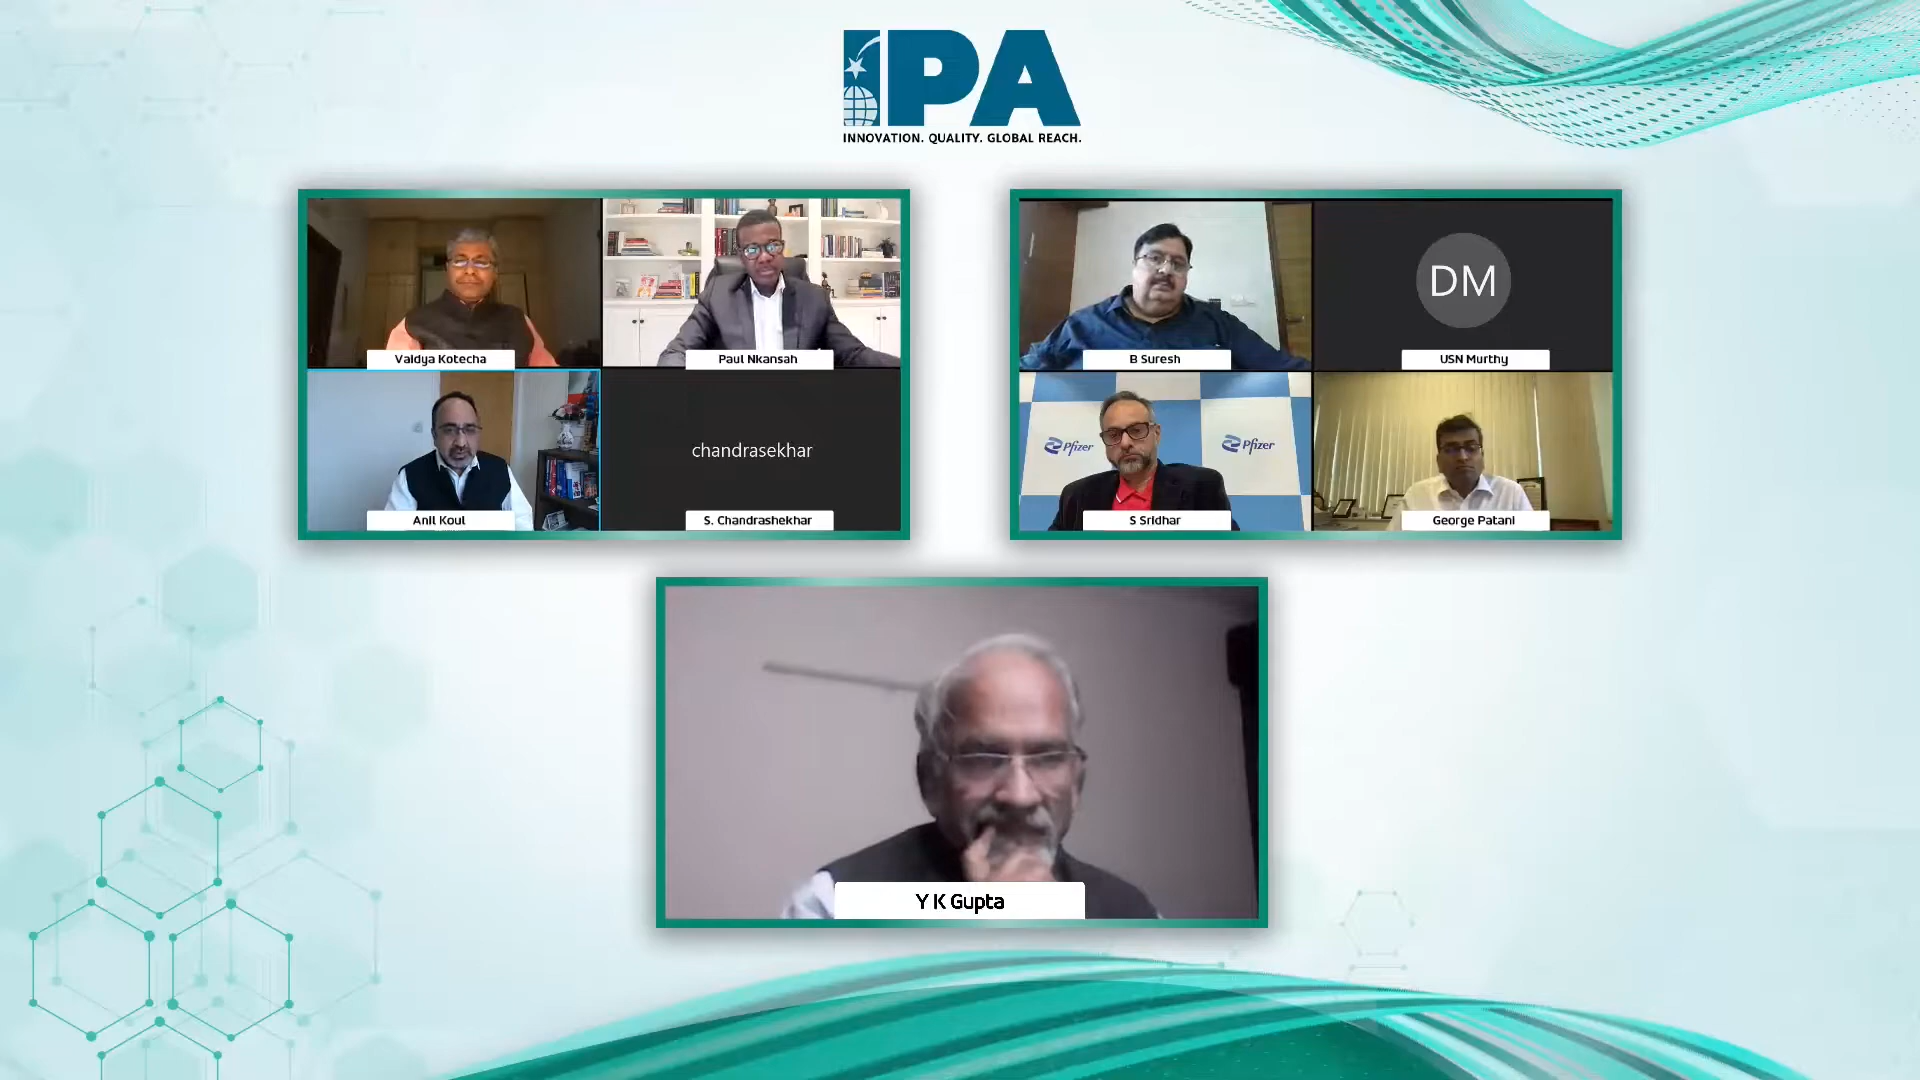 IPA
INNOVATION. QUALITY. GLOBAL REACH.
Vaidya Kotecha
Paul Nkansah
Anil Koul
chandrasekhar
S. Chandrashekhar
B Suresh
DM
USN Murthy
Pfizer
Pfizer
S Sridhar
George Patani
Y K Gupta